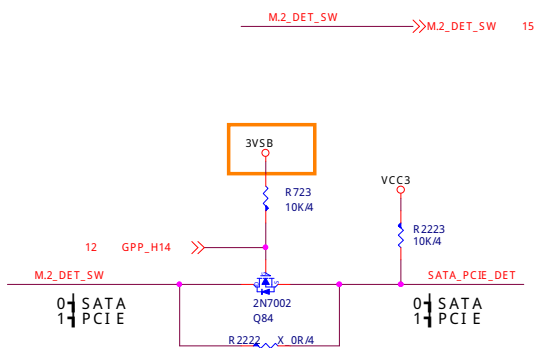 M.2_DET_SW
M.2_DET_SW 15
3VSB
VCC3
R723
10K/4
R2223
10K/4
12 GPP_H14
M.2_DET_SW
SATA_PCIE_DET
2N7002
Q84
0 SATA
1 PCIE
0 SATA
1 PCIE
R2222 X_0R/4